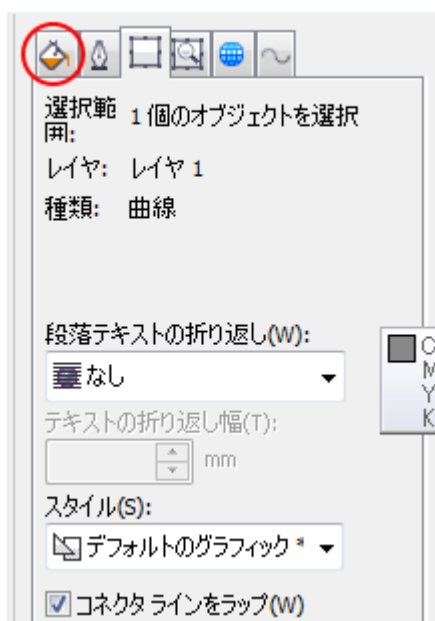 選択範
囲: 1 個のオブジェクトを選択
レイヤ: レイヤ 1
種類: 曲線
段落テキストの折り返し(W):
なし
テキストの折り返し幅(T):
mm
スタイル(S):
デフォルトのグラフィック *
コネクタ ラインをラップ(W)
C
M
Y
K